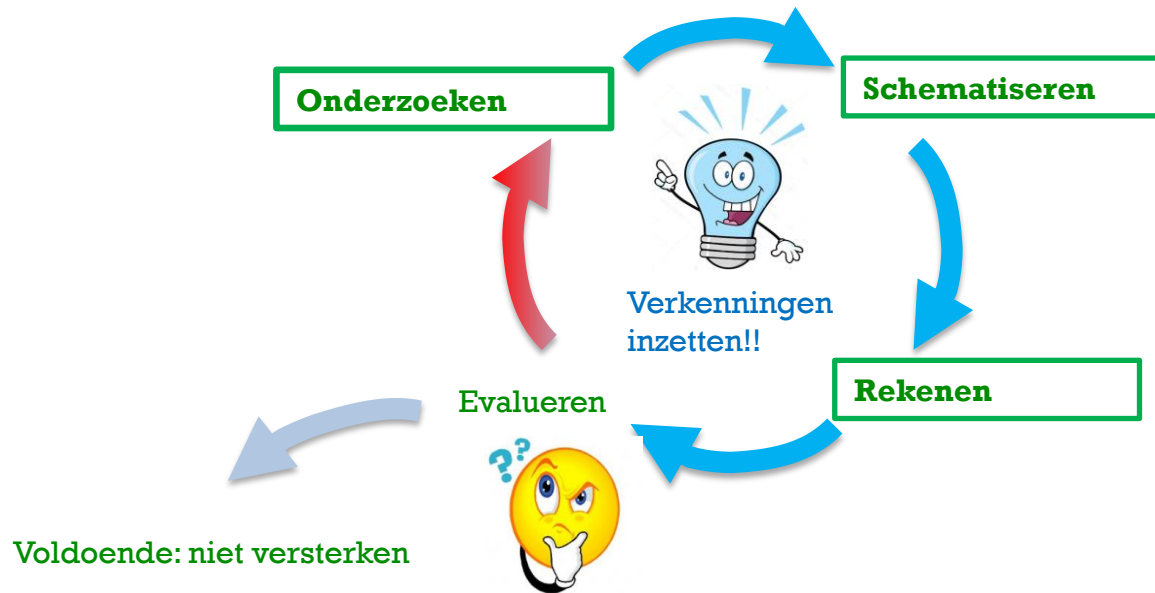 Onderzoeken
Schematiseren
Verkenningen
inzetten!!
Rekenen
Evalueren
???
Voldoende: niet versterken